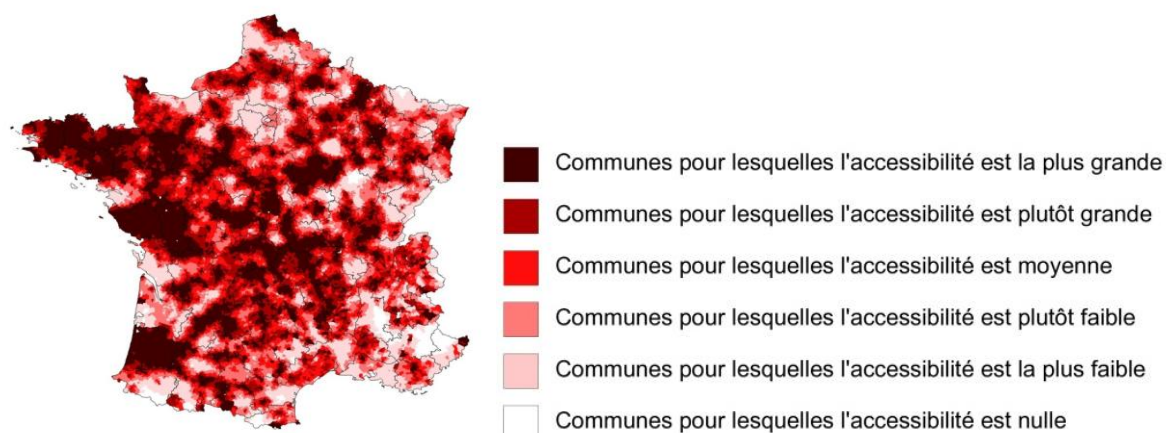 Communes pour lesquelles l'accessibilité est la plus grande
Communes pour lesquelles l'accessibilité est plutôt grande
Communes pour lesquelles l'accessibilité est moyenne
Communes pour lesquelles l'accessibilité est plutôt faible
Communes pour lesquelles l'accessibilité est la plus faible
Communes pour lesquelles l'accessibilité est nulle